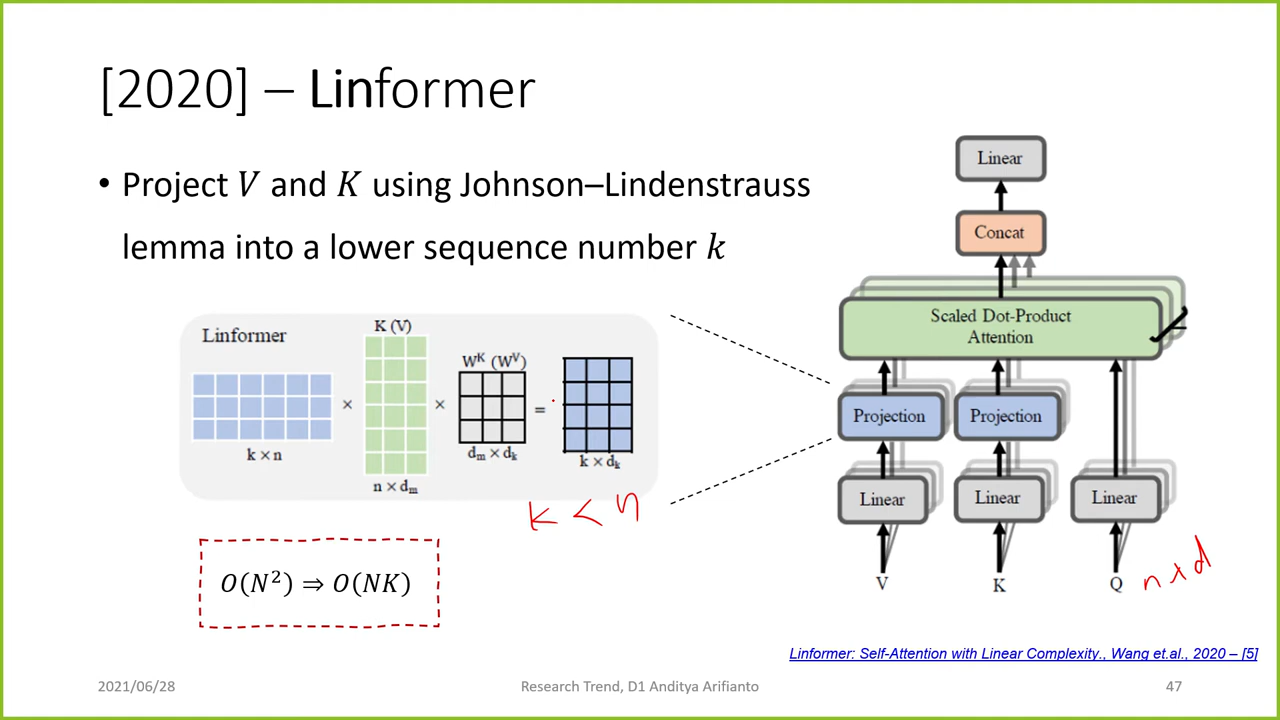 [2020] – Linformer
• Project V and K using Johnson–Lindenstrauss
lemma into a lower sequence number k
Linformer
K (V)
W^K (W^V)
×
×
=
k × n
n × d_m
d_m × d_k
k × d_k
k < n
O(N²) ⇒ O(NK)
Linear
Concat
Scaled Dot-Product
Attention
Projection
Projection
Linear
Linear
Linear
V
K
Q
n × d
Linformer: Self-Attention with Linear Complexity., Wang et.al., 2020 – [5]
2021/06/28
Research Trend, D1 Anditya Arifianto
47